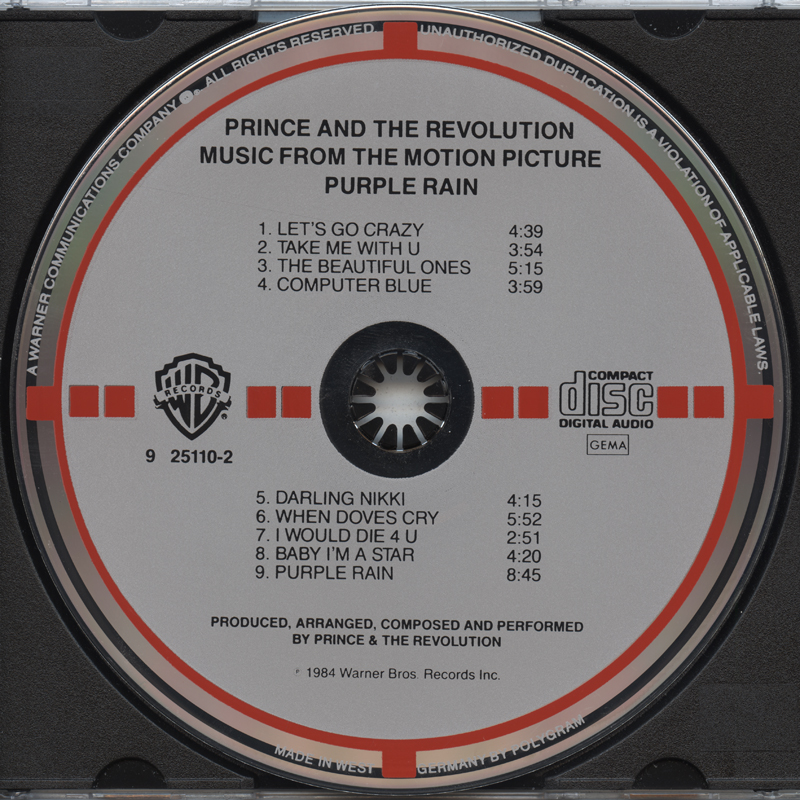 A WARNER COMMUNICATIONS COMPANY ℗. ALL RIGHTS RESERVED
UNAUTHORIZED DUPLICATION IS A VIOLATION OF APPLICABLE LAWS.
PRINCE AND THE REVOLUTION
MUSIC FROM THE MOTION PICTURE
PURPLE RAIN
1. LET'S GO CRAZY 4:39
2. TAKE ME WITH U 3:54
3. THE BEAUTIFUL ONES 5:15
4. COMPUTER BLUE 3:59
WB RECORDS ®
9 25110-2
COMPACT
disc
DIGITAL AUDIO
GEMA
5. DARLING NIKKI 4:15
6. WHEN DOVES CRY 5:52
7. I WOULD DIE 4 U 2:51
8. BABY I'M A STAR 4:20
9. PURPLE RAIN 8:45
PRODUCED, ARRANGED, COMPOSED AND PERFORMED
BY PRINCE & THE REVOLUTION
℗ 1984 Warner Bros. Records Inc.
MADE IN WEST GERMANY BY POLYGRAM